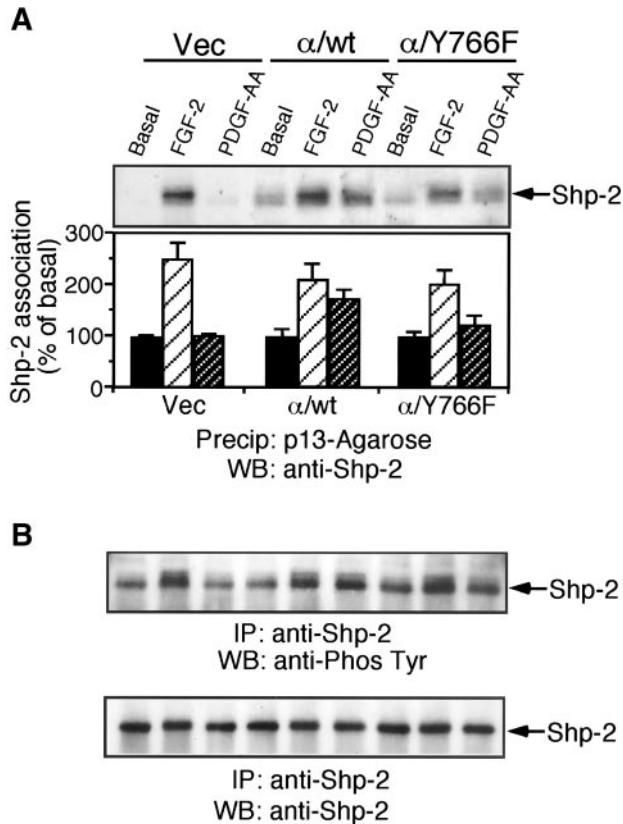 A
Vec α/wt α/Y766F
Basal FGF-2 PDGF-AA Basal FGF-2 PDGF-AA Basal FGF-2 PDGF-AA
Shp-2
Shp-2 association
(% of basal)
300
200
100
0
Vec α/wt α/Y766F
Precip: p13-Agarose
WB: anti-Shp-2
B
Shp-2
IP: anti-Shp-2
WB: anti-Phos Tyr
Shp-2
IP: anti-Shp-2
WB: anti-Shp-2